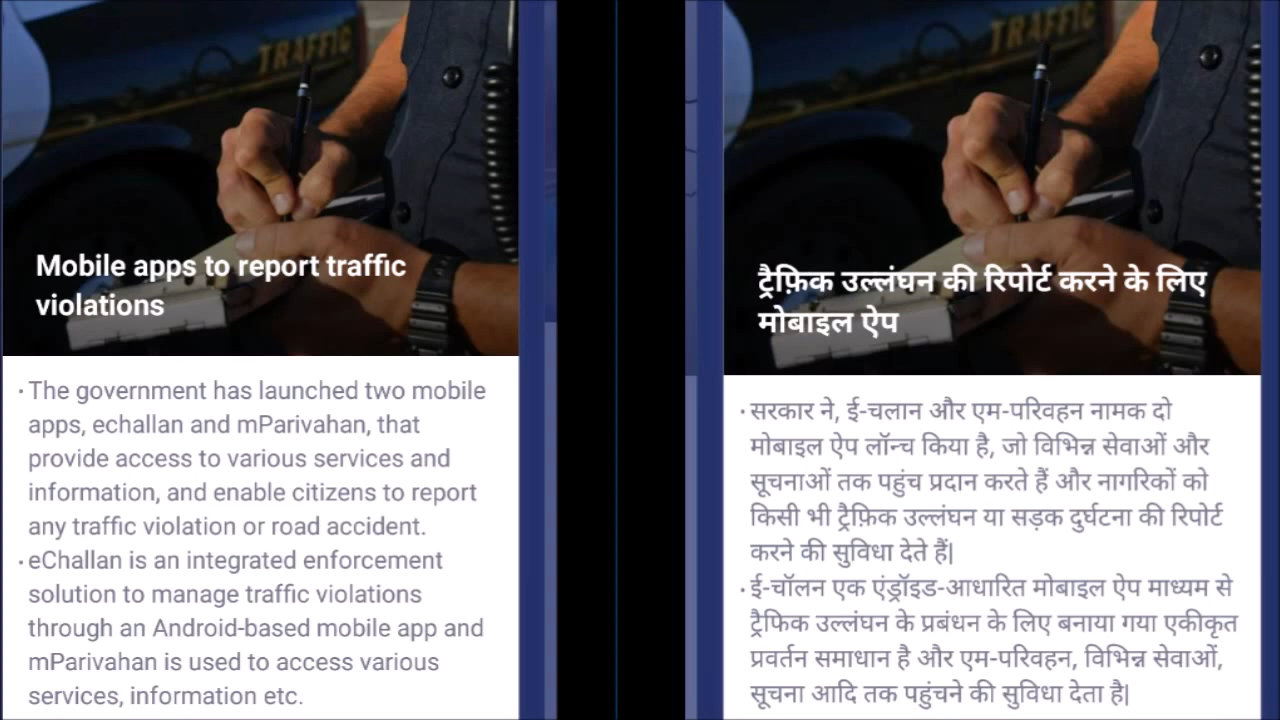 TRAFFIC
Mobile apps to report traffic
violations
· The government has launched two mobile
apps, echallan and mParivahan, that
provide access to various services and
information, and enable citizens to report
any traffic violation or road accident.
· eChallan is an integrated enforcement
solution to manage traffic violations
through an Android-based mobile app and
mParivahan is used to access various
services, information etc.
TRAFFIC
ट्रैफ़िक उल्लंघन की रिपोर्ट करने के लिए
मोबाइल ऐप
· सरकार ने, ई-चलान और एम-परिवहन नामक दो
मोबाइल ऐप लॉन्च किया है, जो विभिन्न सेवाओं और
सूचनाओं तक पहुंच प्रदान करते हैं और नागरिकों को
किसी भी ट्रैफ़िक उल्लंघन या सड़क दुर्घटना की रिपोर्ट
करने की सुविधा देते हैं|
· ई-चॉलन एक एंड्रॉइड-आधारित मोबाइल ऐप माध्यम से
ट्रैफिक उल्लंघन के प्रबंधन के लिए बनाया गया एकीकृत
प्रवर्तन समाधान है और एम-परिवहन, विभिन्न सेवाओं,
सूचना आदि तक पहुंचने की सुविधा देता है|